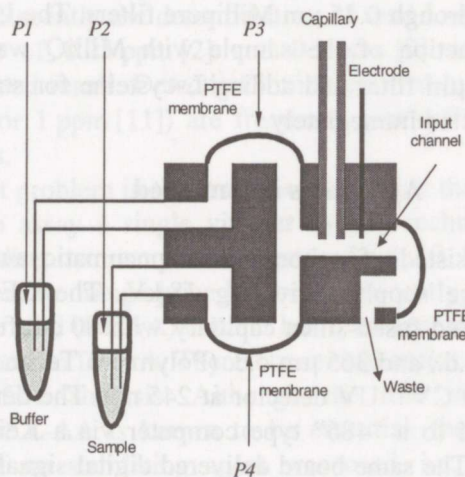 P1
P2
P3
Capillary
PTFE
membrane
Electrode
Input
channel
PTFE
membrane
PTFE
membrane
Waste
Buffer
Sample
P4